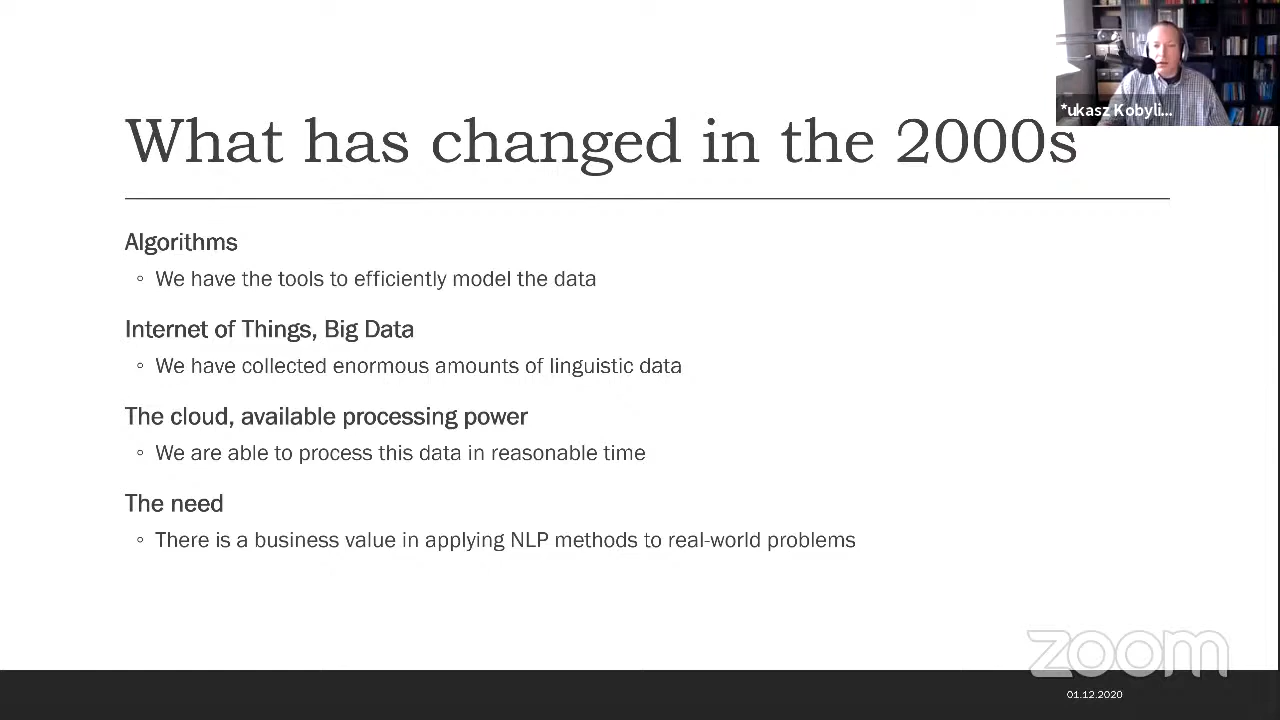 *ukasz Kobyli...
What has changed in the 2000s
Algorithms
◦ We have the tools to efficiently model the data
Internet of Things, Big Data
◦ We have collected enormous amounts of linguistic data
The cloud, available processing power
◦ We are able to process this data in reasonable time
The need
◦ There is a business value in applying NLP methods to real-world problems
zoom
01.12.2020